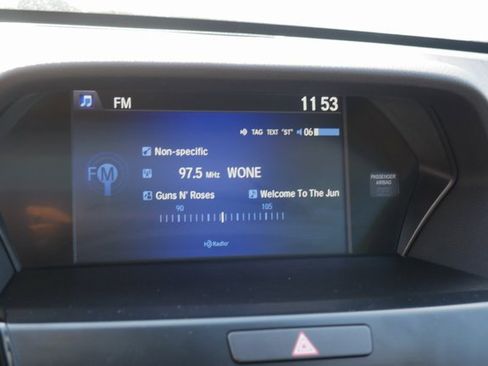 FM 11 53
TAG TEXT "ST" 06
Non-specific
FM 97.5 MHz WONE
Guns N' Roses Welcome To The Jun
90 105
HD Radio
PASSENGER
AIRBAG